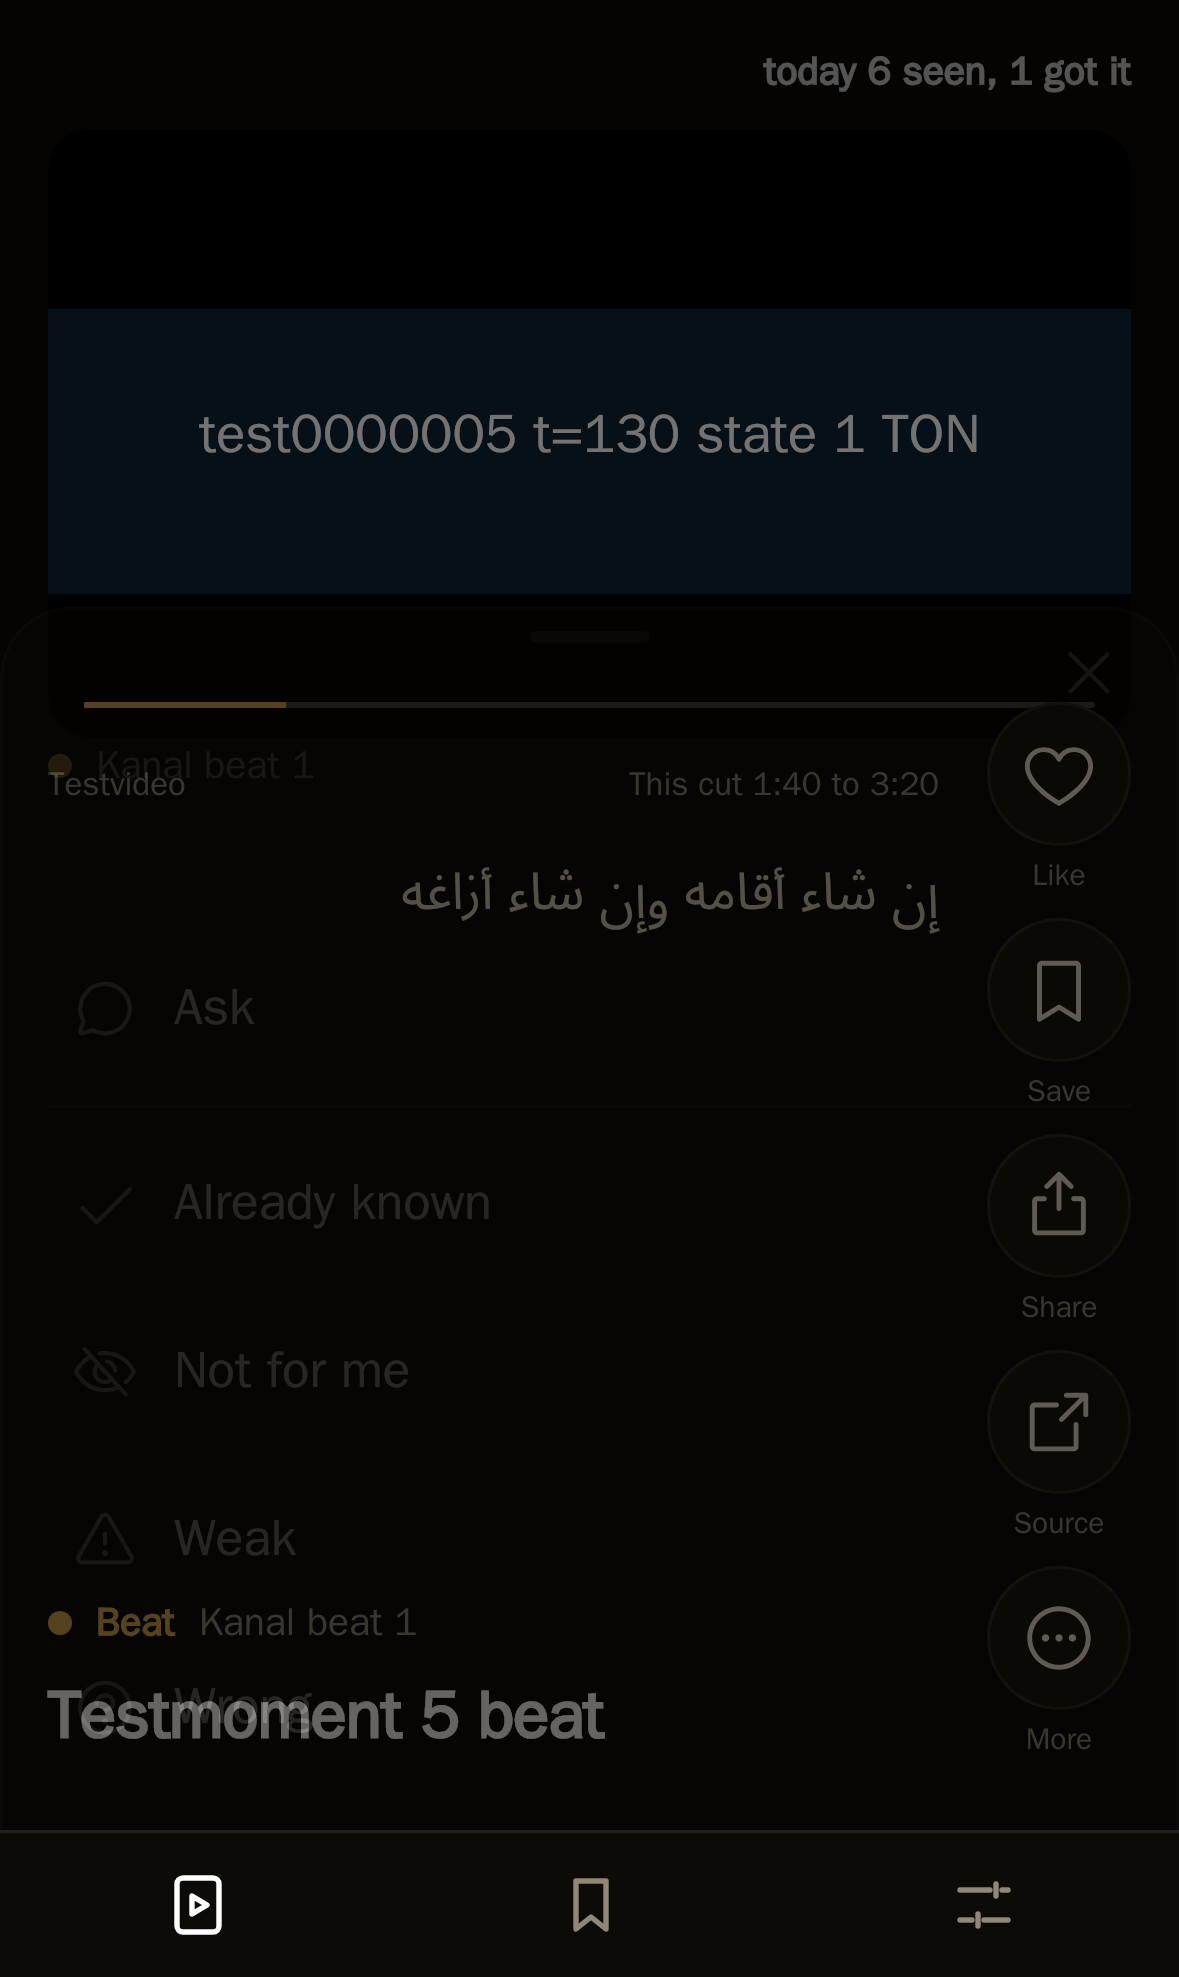 today 6 seen, 1 got it
test0000005 t=130 state 1 TON
Kanal beat 1
Testvideo
This cut 1:40 to 3:20
إن شاء أقامه وإن شاء أزاغه
Like
Ask
Save
Already known
Share
Not for me
Source
Weak
Beat Kanal beat 1
Wrong
Testmoment 5 beat
More